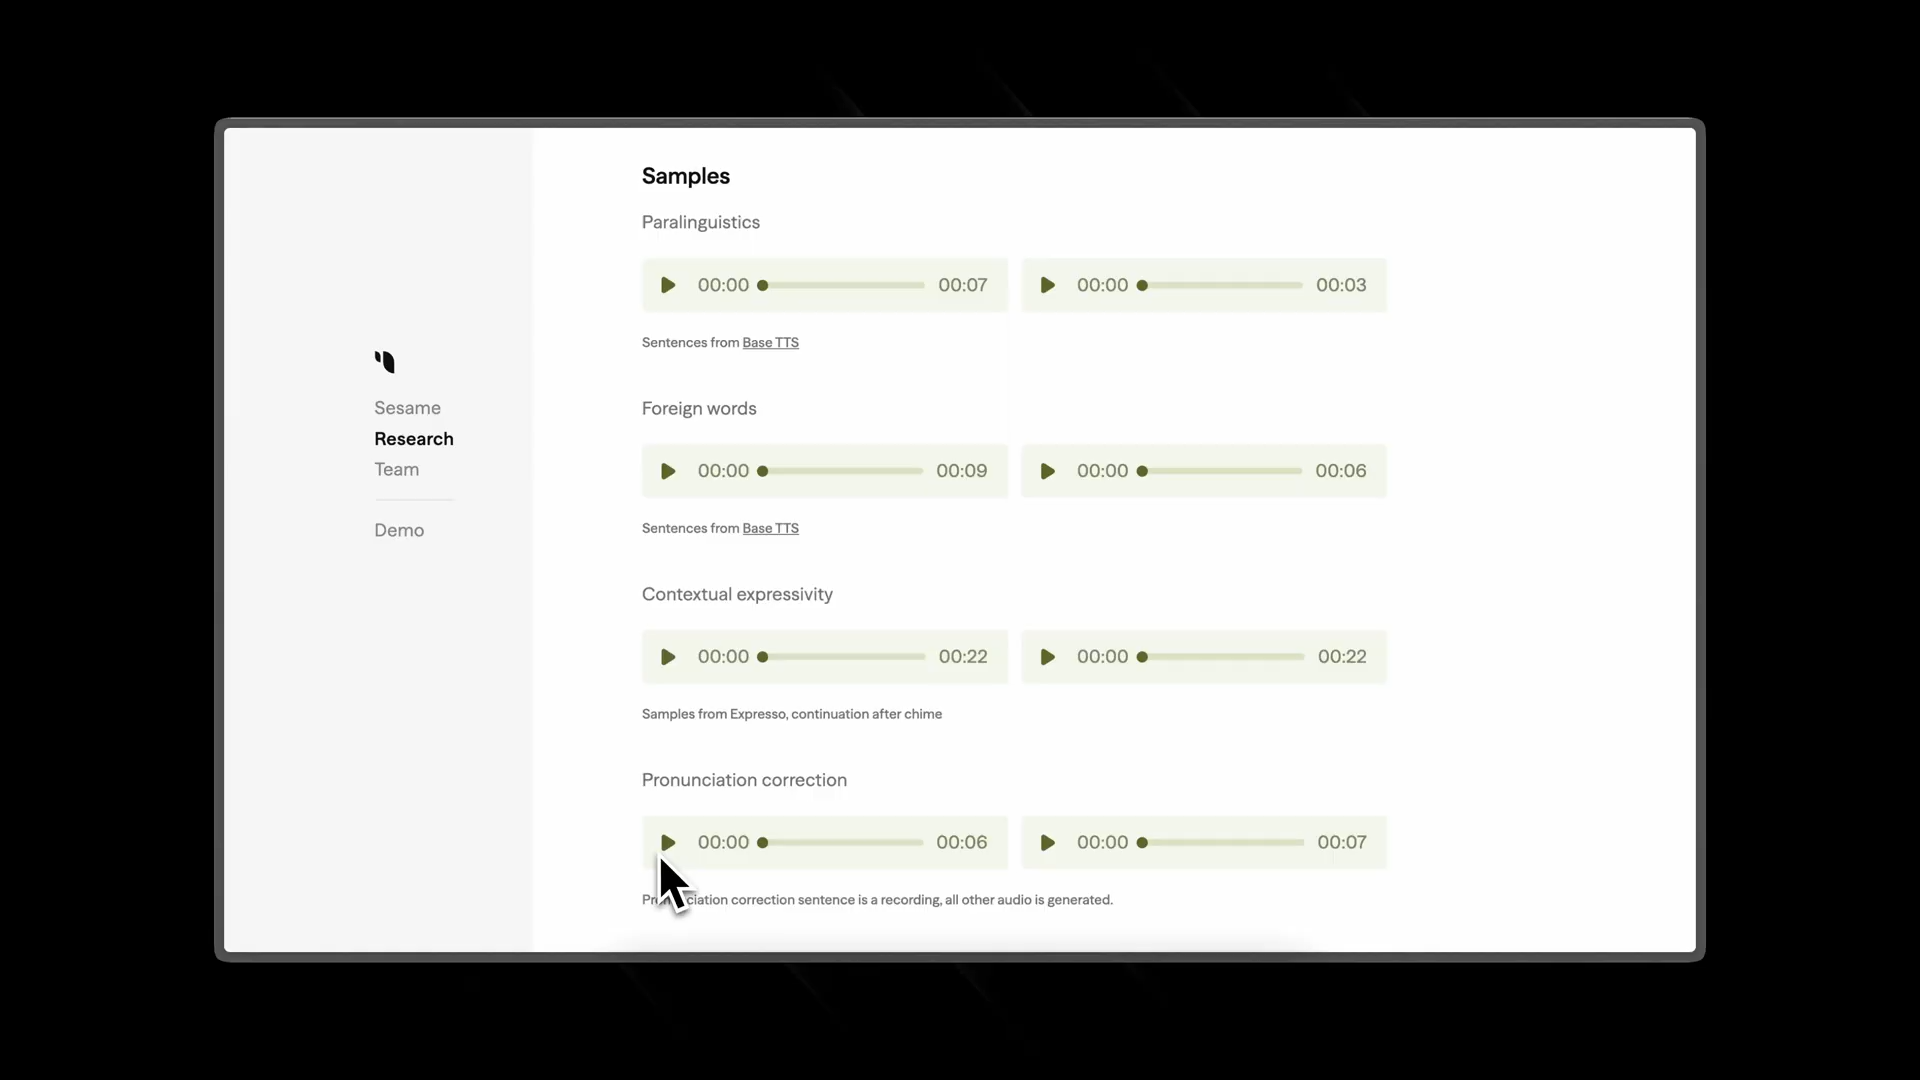 Sesame
Research
Team
Demo
Samples
Paralinguistics
00:00 00:07 00:00 00:03
Sentences from Base TTS
Foreign words
00:00 00:09 00:00 00:06
Sentences from Base TTS
Contextual expressivity
00:00 00:22 00:00 00:22
Samples from Expresso, continuation after chime
Pronunciation correction
00:00 00:06 00:00 00:07
Pronunciation correction sentence is a recording, all other audio is generated.